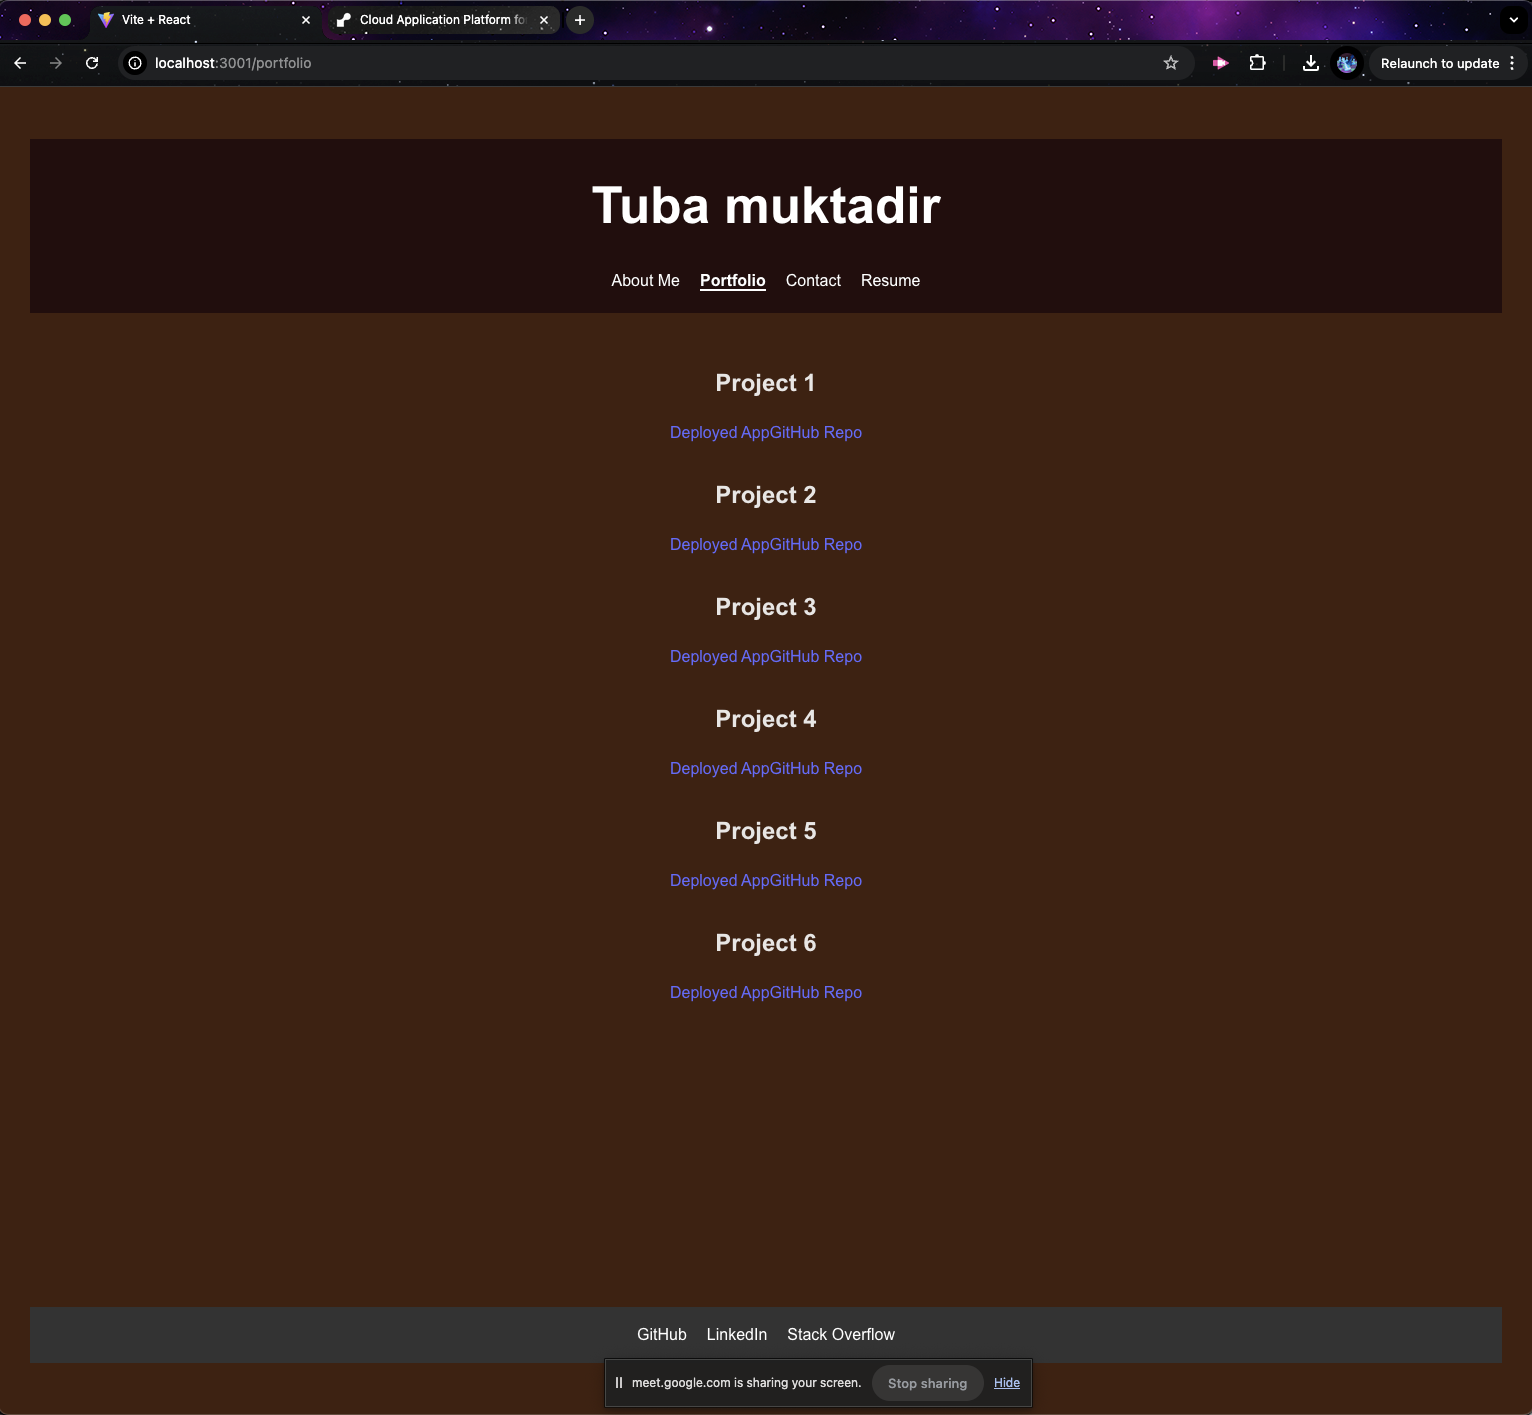 Vite + React
Cloud Application Platform fo
localhost:3001/portfolio
Relaunch to update
Tuba muktadir
About Me Portfolio Contact Resume
Project 1
Deployed AppGitHub Repo
Project 2
Deployed AppGitHub Repo
Project 3
Deployed AppGitHub Repo
Project 4
Deployed AppGitHub Repo
Project 5
Deployed AppGitHub Repo
Project 6
Deployed AppGitHub Repo
GitHub LinkedIn Stack Overflow
meet.google.com is sharing your screen. Stop sharing Hide